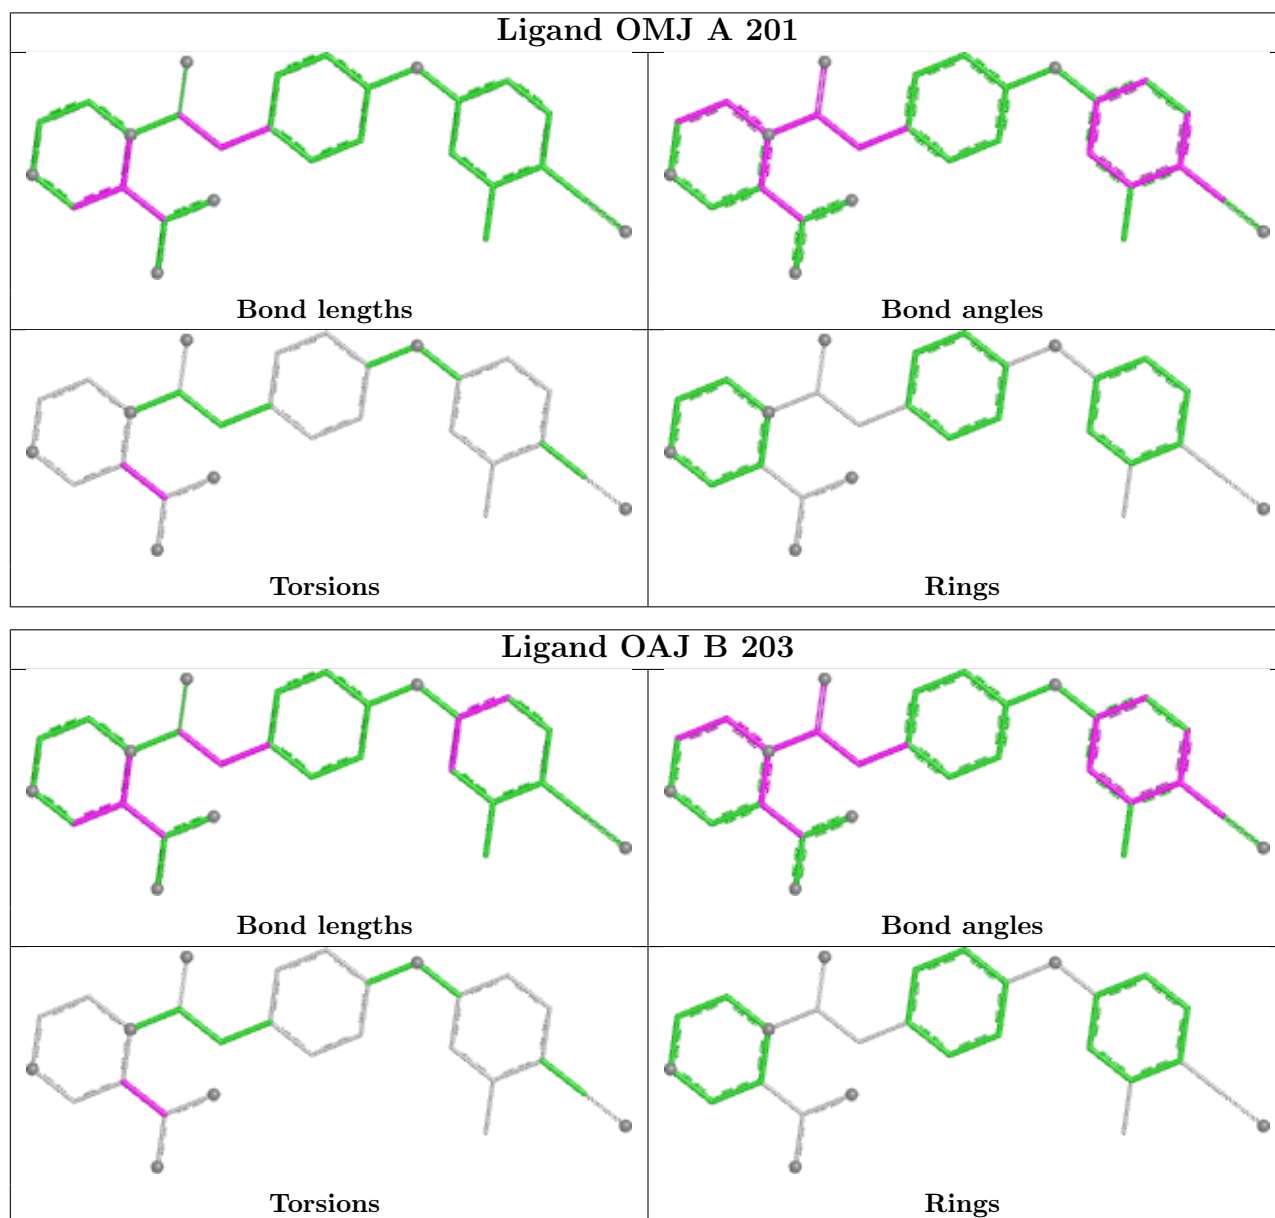 Ligand OMJ A 201
Bond lengths
Bond angles
Torsions
Rings
Ligand OAJ B 203
Bond lengths
Bond angles
Torsions
Rings